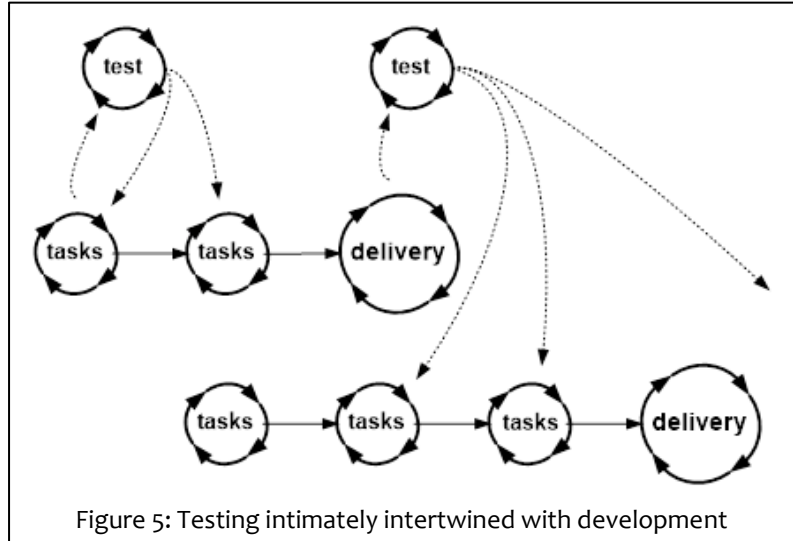 test
test
tasks
tasks
delivery
tasks
tasks
tasks
delivery
Figure 5: Testing intimately intertwined with development